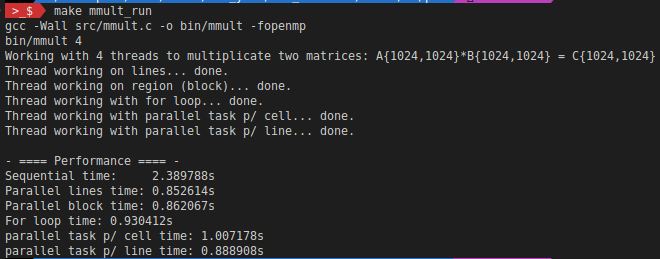 >_$ make mmult_run
gcc -Wall src/mmult.c -o bin/mmult -fopenmp
bin/mmult 4
Working with 4 threads to multiplicate two matrices: A{1024,1024}*B{1024,1024} = C{1024,1024}
Thread working on lines... done.
Thread working on region (block)... done.
Thread working with for loop... done.
Thread working with parallel task p/ cell... done.
Thread working with parallel task p/ line... done.
- ==== Performance ==== -
Sequential time:     2.389788s
Parallel lines time: 0.852614s
Parallel block time: 0.862067s
For loop time: 0.930412s
parallel task p/ cell time: 1.007178s
parallel task p/ line time: 0.888908s